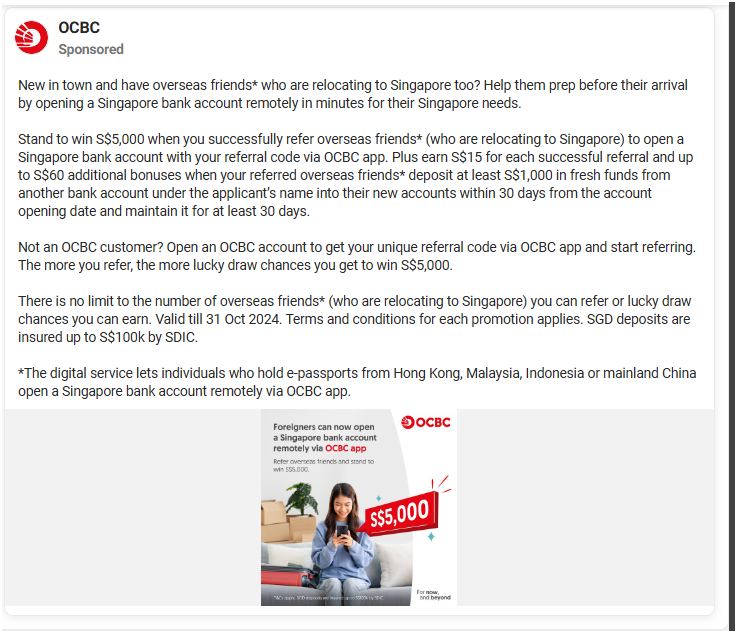 OCBC
Sponsored
New in town and have overseas friends* who are relocating to Singapore too? Help them prep before their arrival
by opening a Singapore bank account remotely in minutes for their Singapore needs.
Stand to win S$5,000 when you successfully refer overseas friends* (who are relocating to Singapore) to open a
Singapore bank account with your referral code via OCBC app. Plus earn S$15 for each successful referral and up
to S$60 additional bonuses when your referred overseas friends* deposit at least S$1,000 in fresh funds from
another bank account under the applicant's name into their new accounts within 30 days from the account
opening date and maintain it for at least 30 days.
Not an OCBC customer? Open an OCBC account to get your unique referral code via OCBC app and start referring.
The more you refer, the more lucky draw chances you get to win S$5,000.
There is no limit to the number of overseas friends* (who are relocating to Singapore) you can refer or lucky draw
chances you can earn. Valid till 31 Oct 2024. Terms and conditions for each promotion applies. SGD deposits are
insured up to S$100k by SDIC.
*The digital service lets individuals who hold e-passports from Hong Kong, Malaysia, Indonesia or mainland China
open a Singapore bank account remotely via OCBC app.
OCBC
Foreigners can now open
a Singapore bank account
remotely via OCBC app
Refer overseas friends and stand to
win S$5,000.
S$5,000
For now,
and beyond